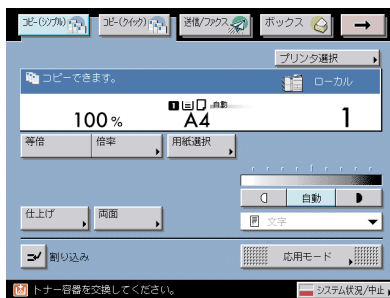 コピー(シンプル) コピー(クイック) 送信/ファクス ボックス
プリンタ選択
コピーできます。 ローカル
1 自動
100 % A4 1
等倍 倍率 用紙選択
自動
仕上げ 両面 文字
割り込み 応用モード
トナー容器を交換してください。 システム状況/中止